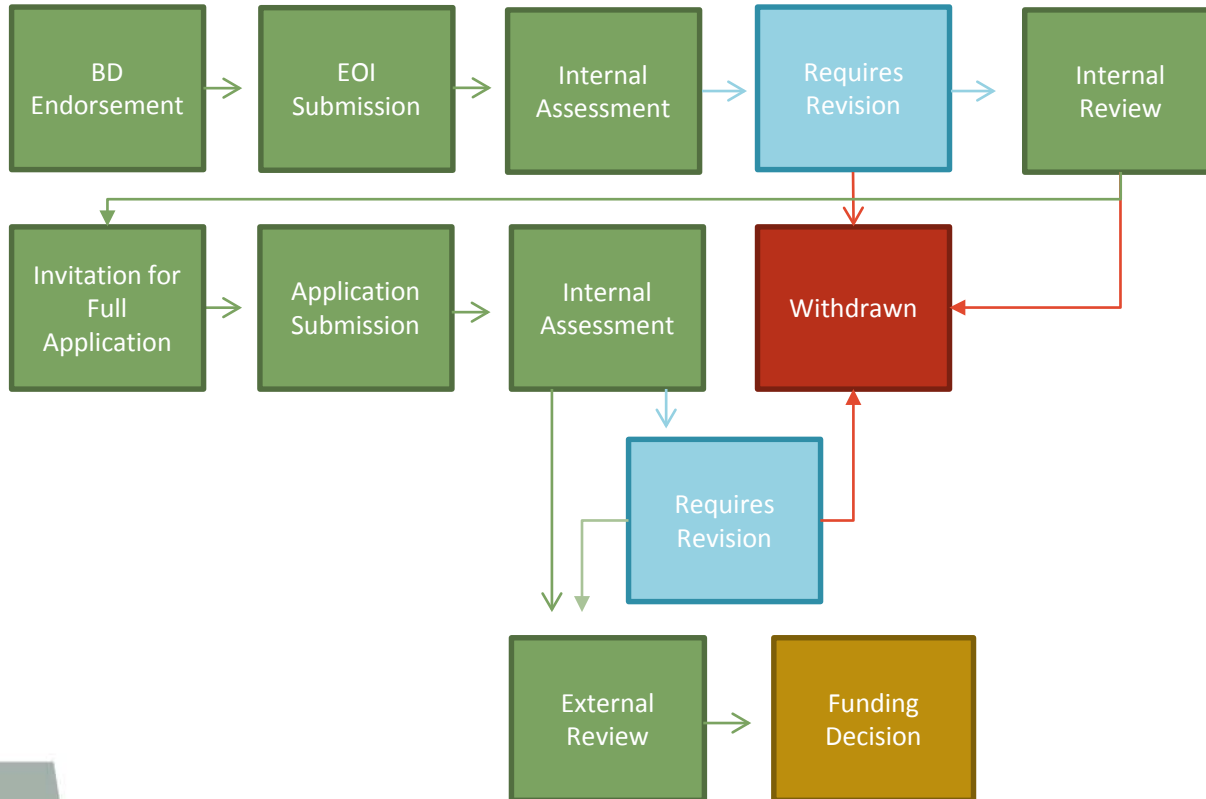 BD
Endorsement
EOI
Submission
Internal
Assessment
Requires
Revision
Internal
Review
Invitation for
Full
Application
Application
Submission
Internal
Assessment
Withdrawn
Requires
Revision
External
Review
Funding
Decision